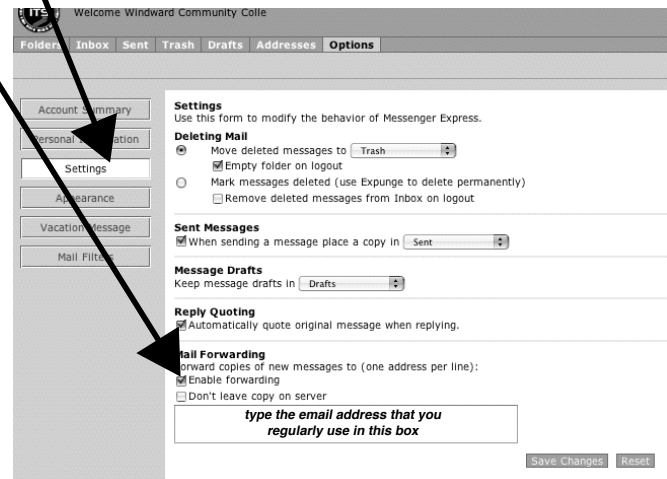 ITS
Welcome Windward Community Colle
Folders Inbox Sent Trash Drafts Addresses Options
Account Summary
Personal Information
Settings
Appearance
Vacation Message
Mail Filters
Settings
Use this form to modify the behavior of Messenger Express.
Deleting Mail
Move deleted messages to Trash
Empty folder on logout
Mark messages deleted (use Expunge to delete permanently)
Remove deleted messages from Inbox on logout
Sent Messages
When sending a message place a copy in Sent
Message Drafts
Keep message drafts in Drafts
Reply Quoting
Automatically quote original message when replying.
Mail Forwarding
Forward copies of new messages to (one address per line):
Enable forwarding
Don't leave copy on server
type the email address that you
regularly use in this box
Save Changes Reset